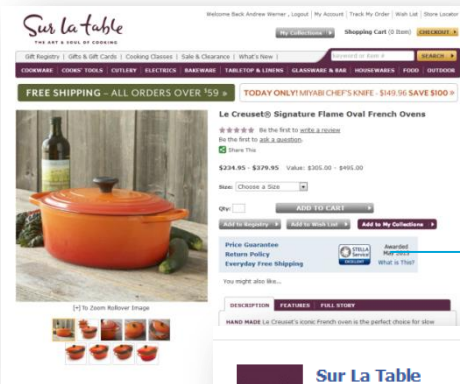 Welcome Back Andrew Werner , Logout | My Account | Track My Order | Wish List | Store Locator
Sur la table
THE ART & SOUL OF COOKING
My Collections Shopping Cart (0 Item) CHECKOUT
Gift Registry | Gifts & Gift Cards | Cooking Classes | Sale & Clearance | What's New |
Keyword or Item # SEARCH
COOKWARE COOKS' TOOLS CUTLERY ELECTRICS BAKEWARE TABLETOP & LINENS GLASSWARE & BAR HOUSEWARES FOOD OUTDOOR
FREE SHIPPING – ALL ORDERS OVER $59 »
TODAY ONLY! MIYABI CHEF'S KNIFE - $149.96 SAVE $100 »
Le Creuset® Signature Flame Oval French Ovens
Be the first to write a review
Be the first to ask a question.
Share This
$234.95 - $379.95 Value: $305.00 - $495.00
Size: Choose a Size
Qty: ADD TO CART
Add to Registry Add to Wish List Add to My Collections
Price Guarantee
Return Policy
Everyday Free Shipping
STELLA Service
EXCELLENT
Awarded
May
What is This?
You might also like...
[+] To Zoom Rollover Image
DESCRIPTION FEATURES FULL STORY
HAND MADE Le Creuset's iconic French oven is the perfect choice for slow
Sur La Table